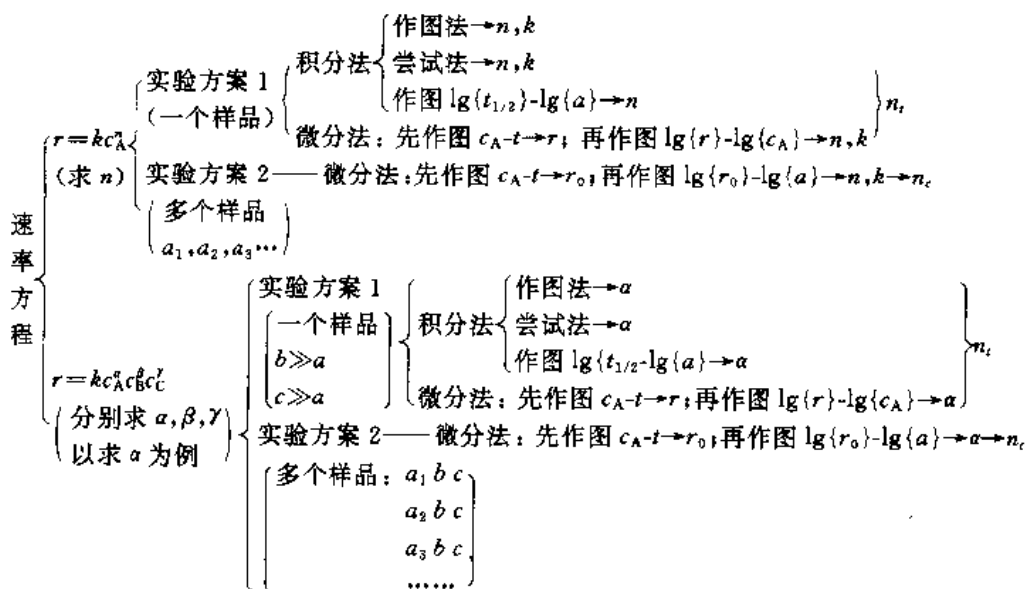 作图法→n,k
积分法 尝试法→n,k
实验方案 1
作图 lg{t1/2}-lg{a}→n
(一个样品)
nt
r=kcA^n
微分法：先作图 cA-t→r；再作图 lg{r}-lg{cA}→n,k
(求 n)
实验方案 2—— 微分法:先作图 cA-t→r0;再作图 lg{r0}-lg{a}→n,k→nc
多个样品
a1,a2,a3…
速率方程
实验方案 1
作图法→α
一个样品
积分法 尝试法→α
b≫a
作图 lg{t1/2-lg{a}→α
nt
r=kcA^αcB^βcC^γ
c≫a
微分法：先作图 cA-t→r;再作图 lg{r}-lg{cA}→α
分别求 α,β,γ
以求 α 为例
实验方案 2—— 微分法：先作图 cA-t→r0;再作图 lg{r0}-lg{a}→α→nc
多个样品：a1 b c
a2 b c
a3 b c
……